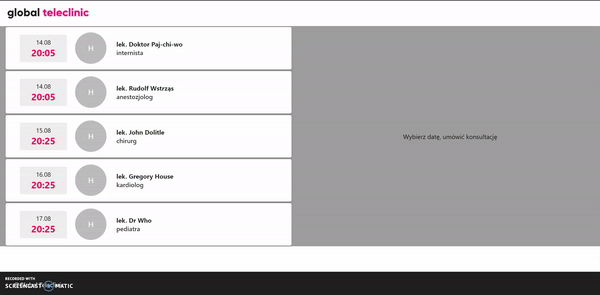 global teleclinic
14.08
20:05
H
lek. Doktor Paj-chi-wo
internista
14.08
20:05
H
lek. Rudolf Wstrząs
anestozjolog
15.08
20:25
H
lek. John Dolitle
chirurg
16.08
20:25
H
lek. Gregory House
kardiolog
17.08
20:25
H
lek. Dr Who
pediatra
Wybierz datę, umówić konsultację
RECORDED WITH
SCREENCAST MATIC